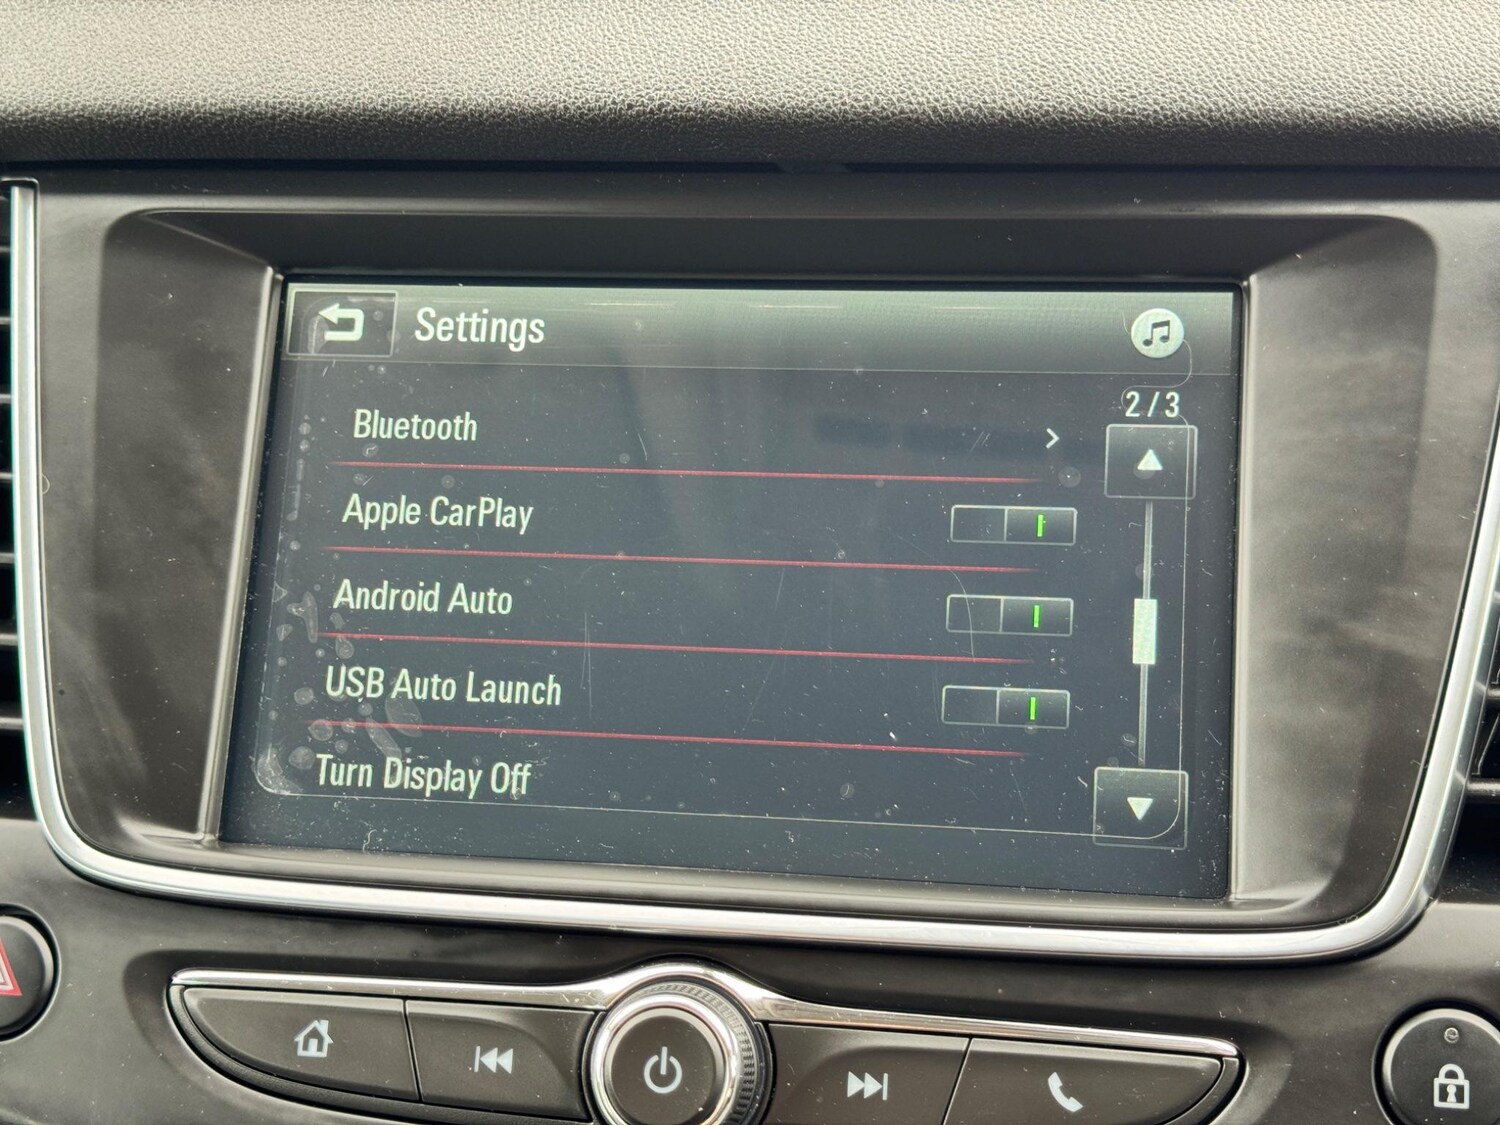 Settings
2/3
Bluetooth
Apple CarPlay
Android Auto
USB Auto Launch
Turn Display Off